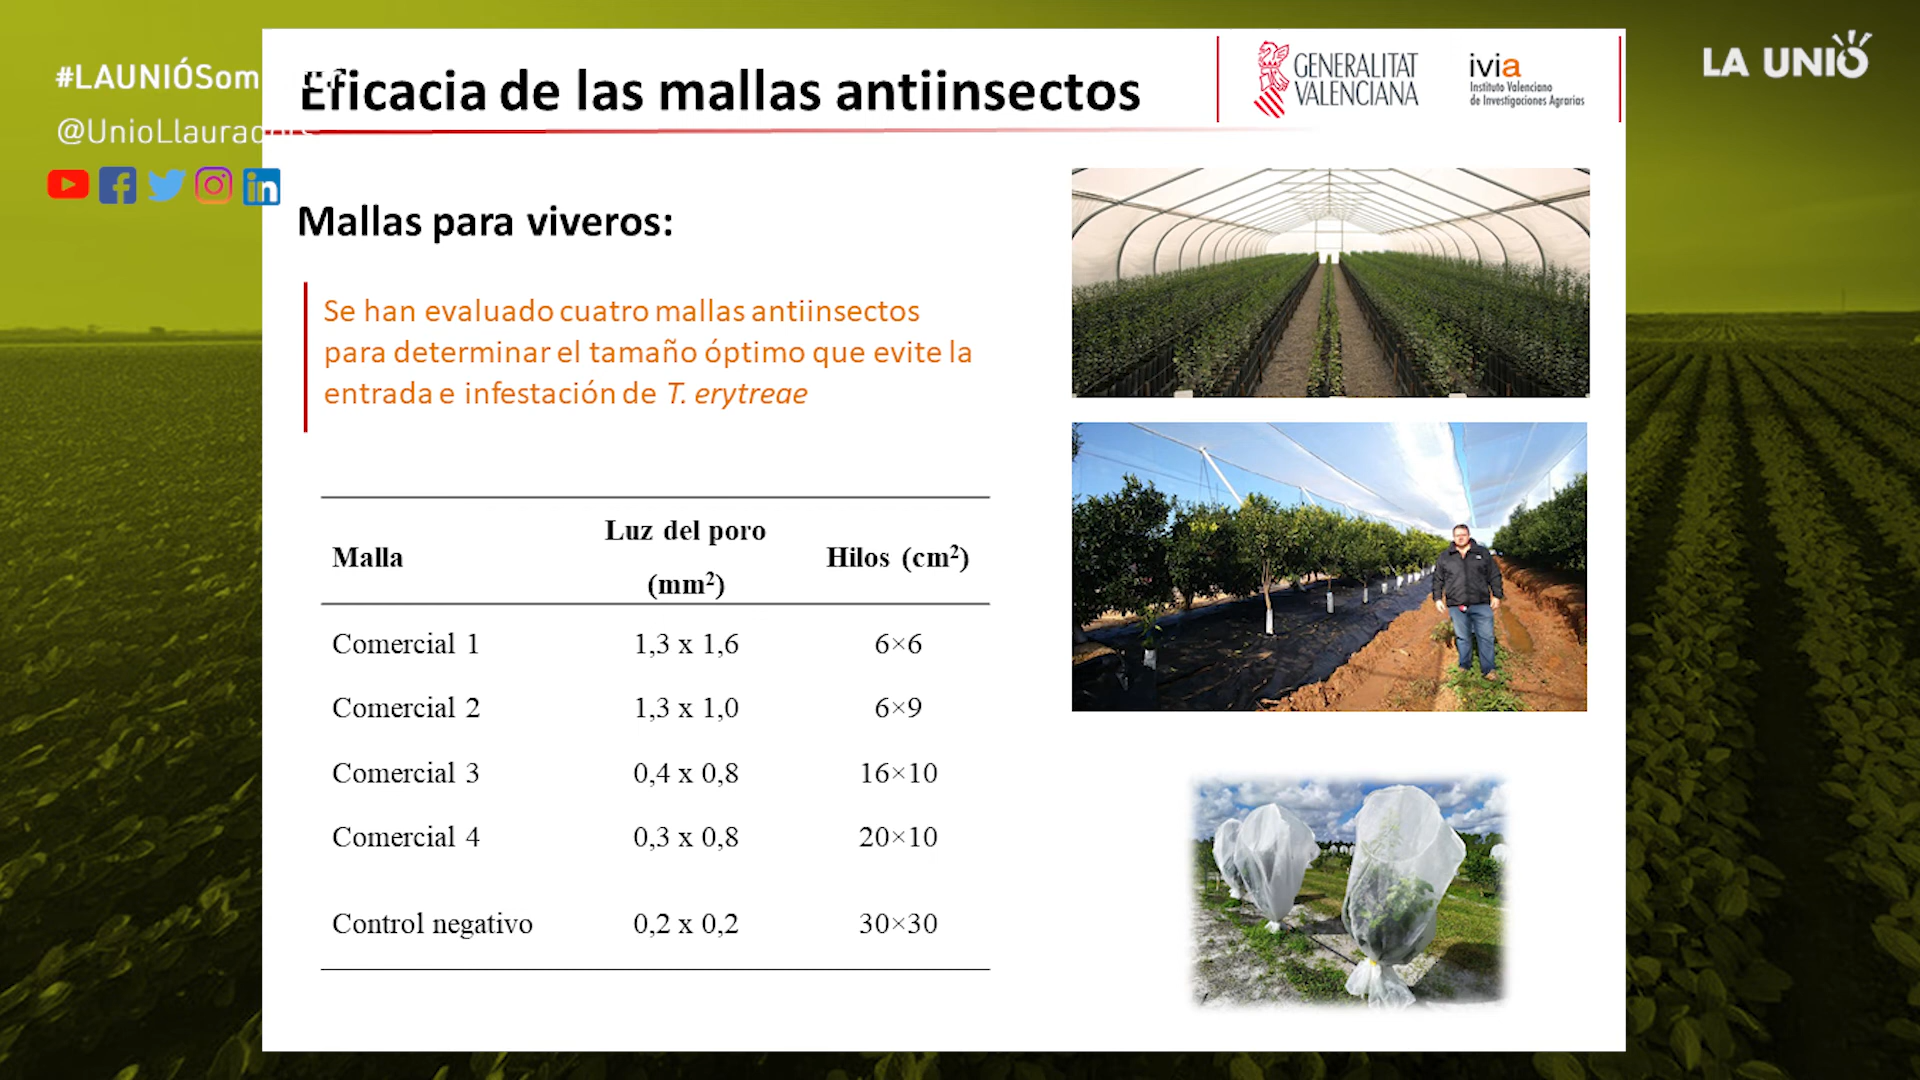 #LAUNIÓSom
@UnioLlauradors
Eficacia de las mallas antiinsectos
GENERALITAT
VALENCIANA
ivia
Instituto Valenciano
de Investigaciones Agrarias
LA UNIÓ
Mallas para viveros:
Se han evaluado cuatro mallas antiinsectos
para determinar el tamaño óptimo que evite la
entrada e infestación de T. erytreae
Malla Luz del poro (mm²) Hilos (cm²)
Comercial 1 1,3 x 1,6 6×6
Comercial 2 1,3 x 1,0 6×9
Comercial 3 0,4 x 0,8 16×10
Comercial 4 0,3 x 0,8 20×10
Control negativo 0,2 x 0,2 30×30